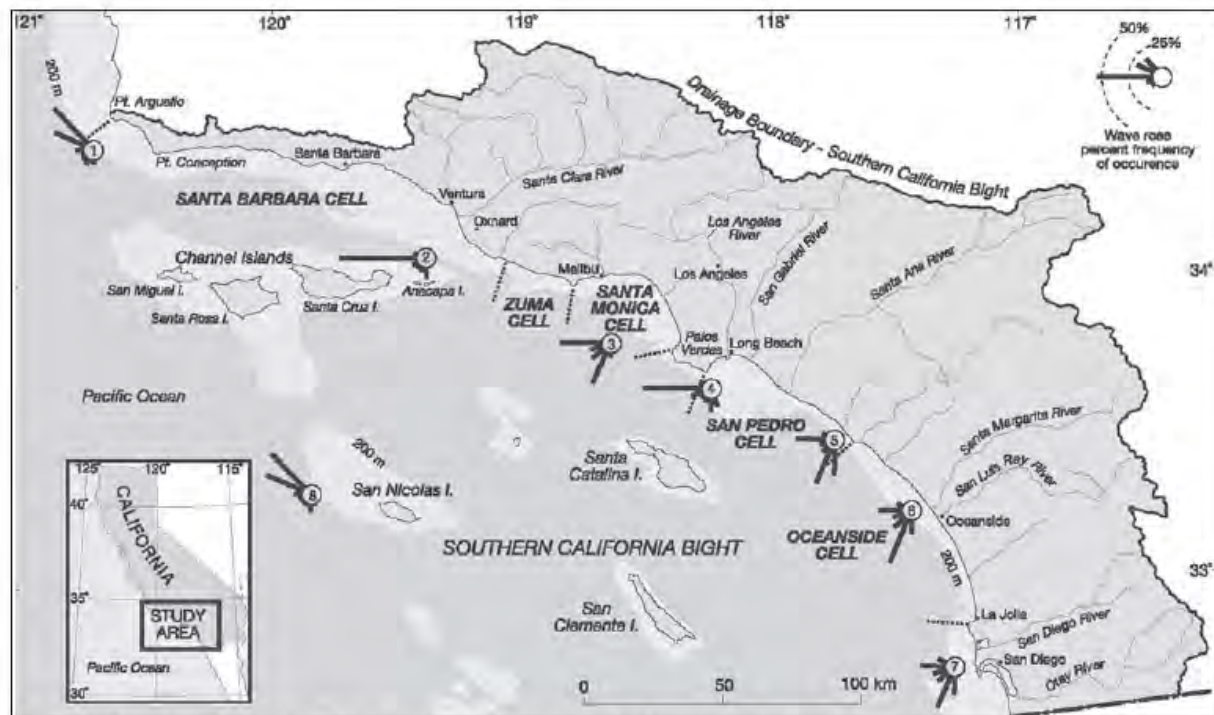 121°
120°
119°
118°
117°
50%
25%
200 m
Pt. Arguello
Drainage Boundary - Southern California Bight
Wave rose
percent frequency
of occurence
1
Pt. Conception
Santa Barbara
Santa Clara River
SANTA BARBARA CELL
Ventura
Oxnard
Los Angeles
River
San Gabriel River
Santa Ana River
Channel Islands
2
San Miguel I.
Santa Rosa I.
Santa Cruz I.
Anacapa I.
Malibu
Los Angeles
34°
ZUMA
CELL
SANTA
MONICA
CELL
3
Palos
Verdes
Long Beach
4
Pacific Ocean
SAN PEDRO
CELL
5
Santa Margarita River
200 m
Santa
Catalina I.
San Luis Rey River
8
San Nicolas I.
6
Oceanside
OCEANSIDE
CELL
SOUTHERN CALIFORNIA BIGHT
200 m
33°
San
Clemente I.
La Jolla
San Diego River
San Diego
7
Otay River
0
50
100 km
125°
120°
115°
40°
CALIFORNIA
35°
STUDY
AREA
Pacific Ocean
30°